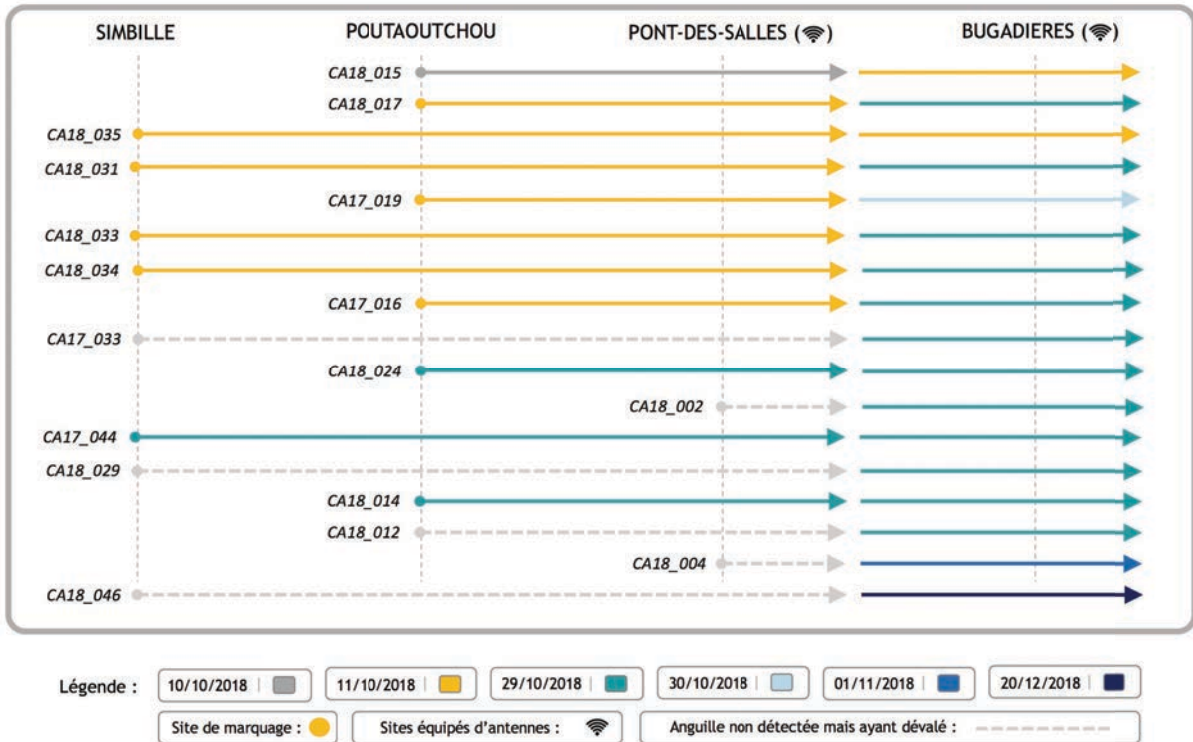 SIMBILLE POUTAOUTCHOU PONT-DES-SALLES ( ) BUGADIERES ( )
CA18_015
CA18_017
CA18_035
CA18_031
CA17_019
CA18_033
CA18_034
CA17_016
CA17_033
CA18_024
CA18_002
CA17_044
CA18_029
CA18_014
CA18_012
CA18_004
CA18_046
Légende : 10/10/2018 | 11/10/2018 | 29/10/2018 | 30/10/2018 | 01/11/2018 | 20/12/2018 |
Site de marquage : Sites équipés d'antennes : Anguille non détectée mais ayant dévalé :